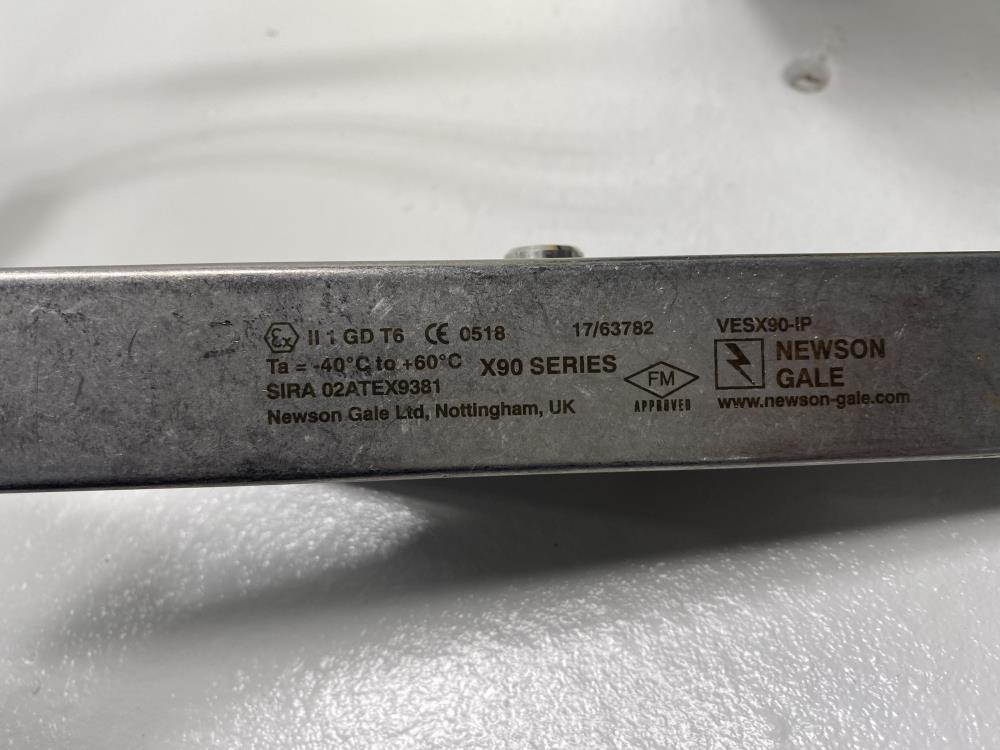 Ex II 1 GD T6 CE 0518 17/63782 VESX90-IP
Ta = -40°C to +60°C X90 SERIES FM NEWSON
SIRA 02ATEX9381 APPROVED GALE
Newson Gale Ltd, Nottingham, UK www.newson-gale.com